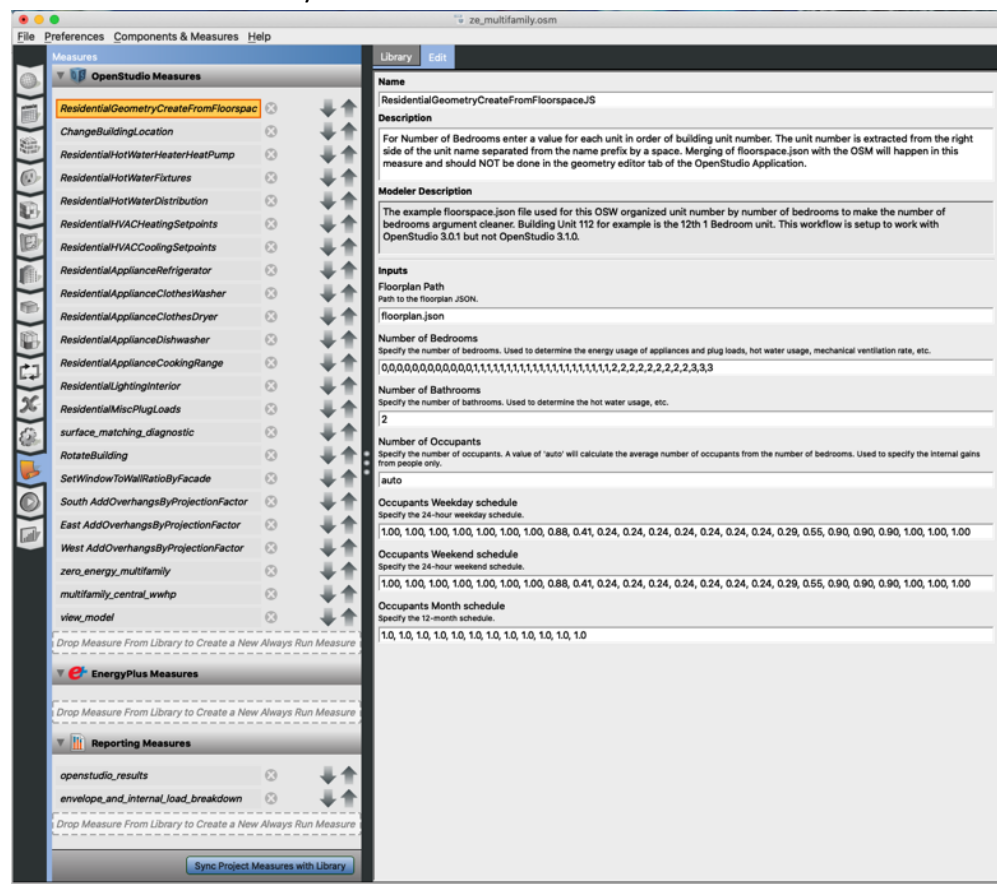 ze_multifamily.osm
File Preferences Components & Measures Help
Measures
OpenStudio Measures
ResidentialGeometryCreateFromFloorspac
ChangeBuildingLocation
ResidentialHotWaterHeaterHeatPump
ResidentialHotWaterFixtures
ResidentialHotWaterDistribution
ResidentialHVACHeatingSetpoints
ResidentialHVACCoolingSetpoints
ResidentialApplianceRefrigerator
ResidentialApplianceClothesWasher
ResidentialApplianceClothesDryer
ResidentialApplianceDishwasher
ResidentialApplianceCookingRange
ResidentialLightingInterior
ResidentialMiscPlugLoads
surface_matching_diagnostic
RotateBuilding
SetWindowToWallRatioByFacade
South AddOverhangsByProjectionFactor
East AddOverhangsByProjectionFactor
West AddOverhangsByProjectionFactor
zero_energy_multifamily
multifamily_central_wwhp
view_model
Drop Measure From Library to Create a New Always Run Measure
EnergyPlus Measures
Drop Measure From Library to Create a New Always Run Measure
Reporting Measures
openstudio_results
envelope_and_internal_load_breakdown
Drop Measure From Library to Create a New Always Run Measure
Sync Project Measures with Library
Library Edit
Name
ResidentialGeometryCreateFromFloorspaceJS
Description
For Number of Bedrooms enter a value for each unit in order of building unit number. The unit number is extracted from the right
side of the unit name separated from the name prefix by a space. Merging of floorspace.json with the OSM will happen in this
measure and should NOT be done in the geometry editor tab of the OpenStudio Application.
Modeler Description
The example floorspace.json file used for this OSW organized unit number by number of bedrooms to make the number of
bedrooms argument cleaner. Building Unit 112 for example is the 12th 1 Bedroom unit. This workflow is setup to work with
OpenStudio 3.0.1 but not OpenStudio 3.1.0.
Inputs
Floorplan Path
Path to the floorplan JSON.
floorplan.json
Number of Bedrooms
Specify the number of bedrooms. Used to determine the energy usage of appliances and plug loads, hot water usage, mechanical ventilation rate, etc.
Number of Bathrooms
Specify the number of bathrooms. Used to determine the hot water usage, etc.
2
Number of Occupants
Specify the number of occupants. A value of 'auto' will calculate the average number of occupants from the number of bedrooms. Used to specify the internal gains
from people only.
auto
Occupants Weekday schedule
Specify the 24-hour weekday schedule.
1.00, 1.00, 1.00, 1.00, 1.00, 1.00, 1.00, 0.88, 0.41, 0.24, 0.24, 0.24, 0.24, 0.24, 0.24, 0.24, 0.29, 0.55, 0.90, 0.90, 0.90, 1.00, 1.00, 1.00
Occupants Weekend schedule
Specify the 24-hour weekend schedule.
1.00, 1.00, 1.00, 1.00, 1.00, 1.00, 1.00, 0.88, 0.41, 0.24, 0.24, 0.24, 0.24, 0.24, 0.24, 0.24, 0.29, 0.55, 0.90, 0.90, 0.90, 1.00, 1.00, 1.00
Occupants Month schedule
Specify the 12-month schedule.
1.0, 1.0, 1.0, 1.0, 1.0, 1.0, 1.0, 1.0, 1.0, 1.0, 1.0, 1.0